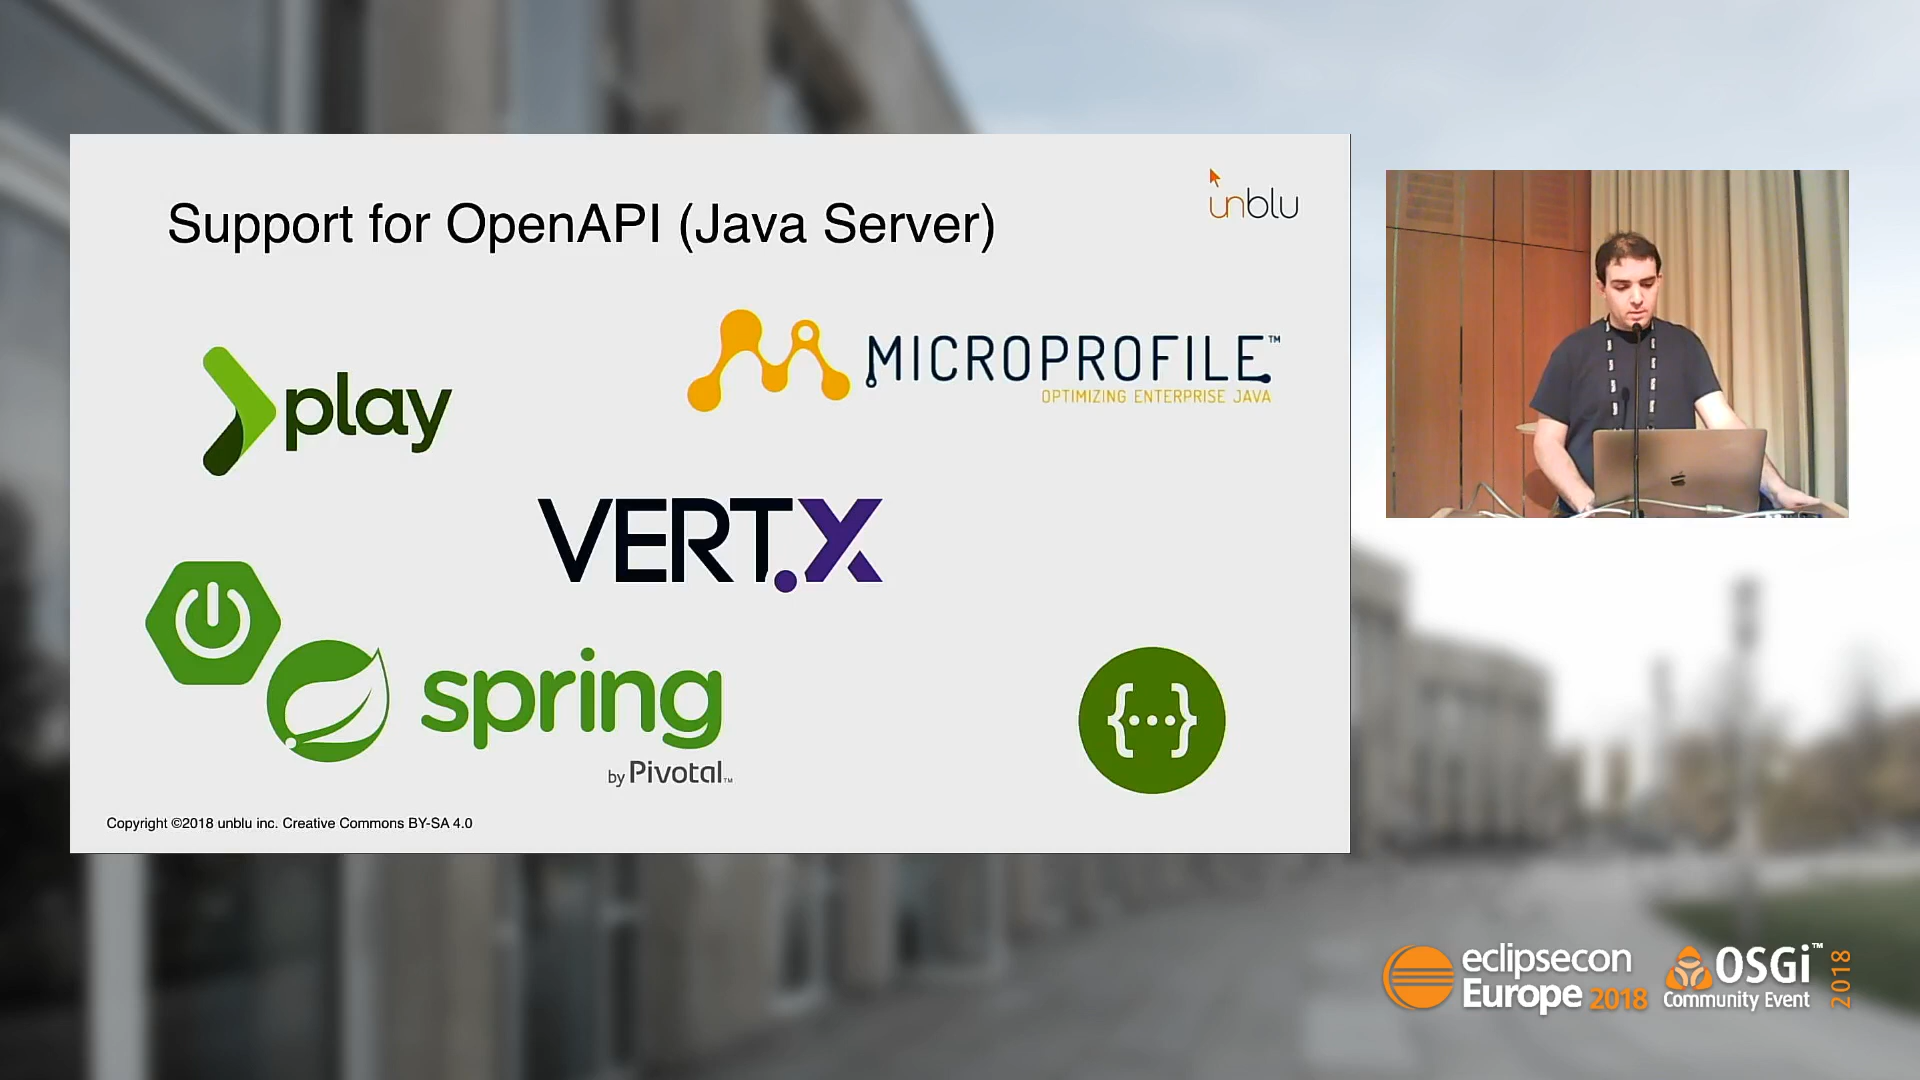 Support for OpenAPI (Java Server)
unblu
play
MICROPROFILE™
OPTIMIZING ENTERPRISE JAVA
VERT.X
spring
by Pivotal™
{...}
Copyright ©2018 unblu inc. Creative Commons BY-SA 4.0
eclipsecon
Europe 2018
OSGi™
Community Event
2018